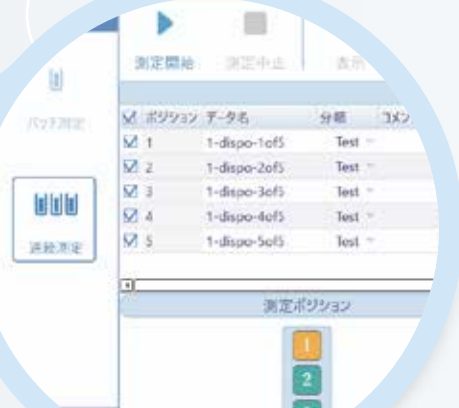 測定開始 測定中止 表示
バッチ測定
ポジション データ名 分類 コメン
1 1-dispo-1of5 Test
2 1-dispo-2of5 Test
3 1-dispo-3of5 Test
4 1-dispo-4of5 Test
5 1-dispo-5of5 Test
連続測定
測定ポジション
1
2